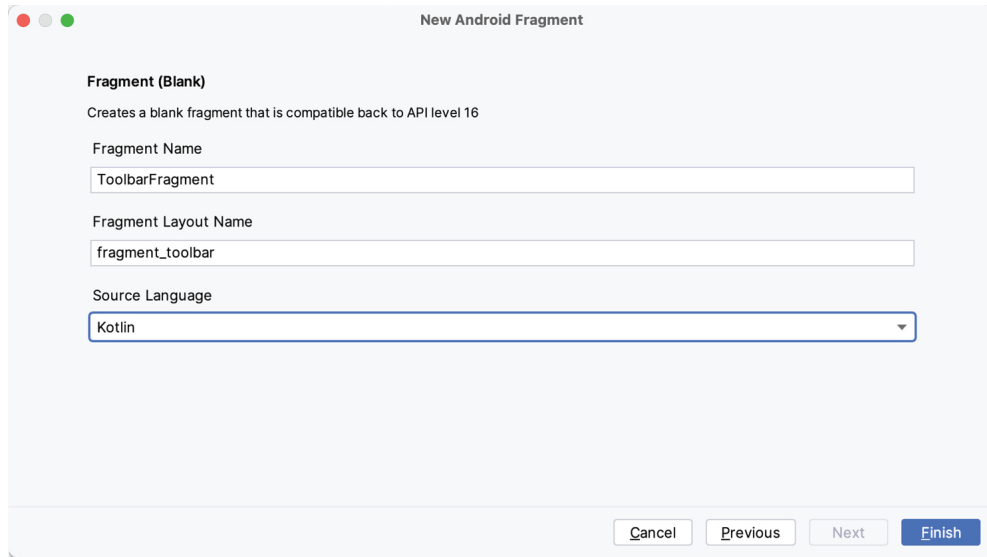 New Android Fragment
Fragment (Blank)
Creates a blank fragment that is compatible back to API level 16
Fragment Name
ToolbarFragment
Fragment Layout Name
fragment_toolbar
Source Language
Kotlin
Cancel Previous Next Finish